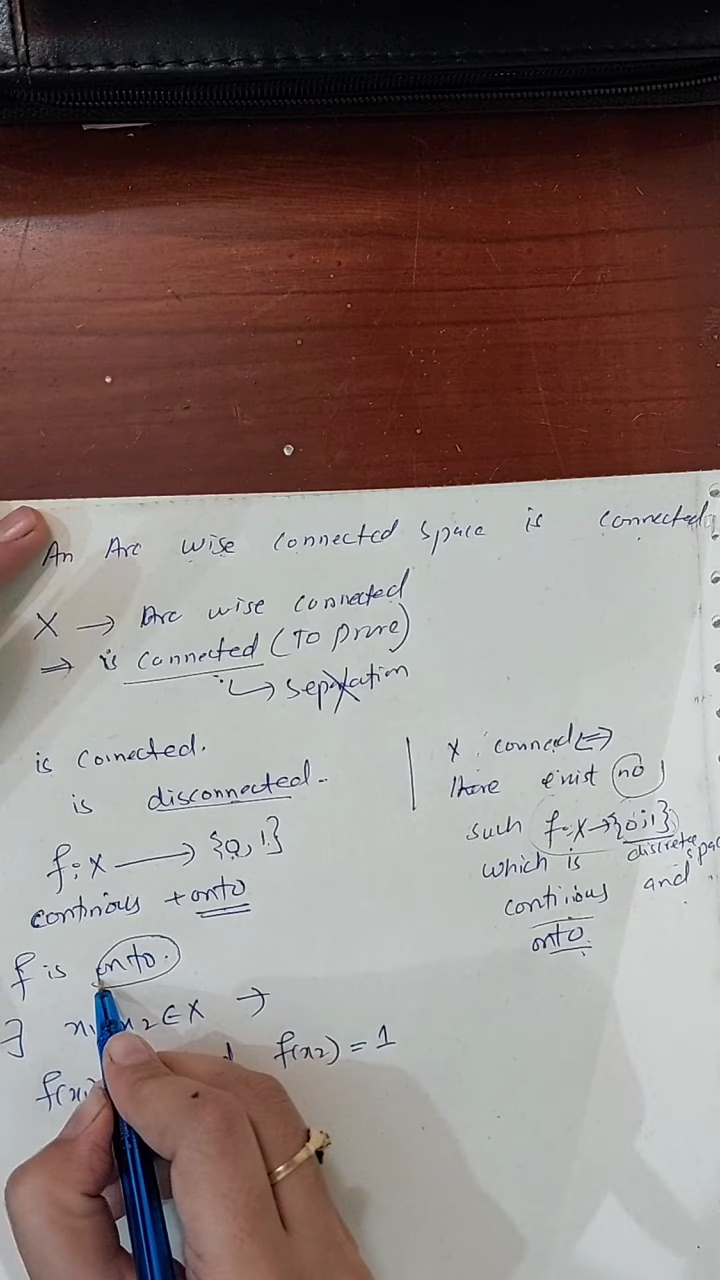 An Arc wise connected space is connected
X → Arc wise connected
⇒ is connected (To prove)
↳ separation
is connected.
is disconnected.
f: X → {0, 1}
continous + onto
f is onto.
∃ x₁, x₂ ∈ X →
f(x₁) f(x₂) = 1
X connected ⇔
there exist no
such f: X → {0, 1}
which is discrete space
continous and
onto.